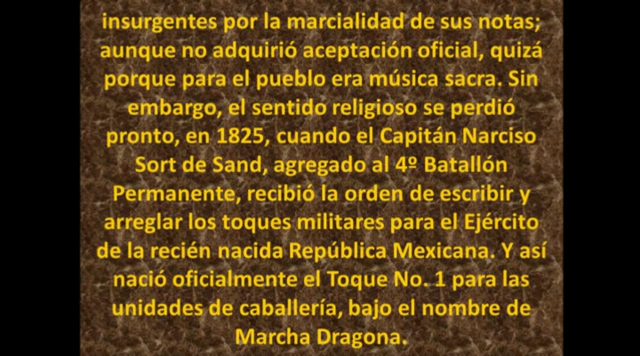 insurgentes por la marcialidad de sus notas;
aunque no adquirió aceptación oficial, quizá
porque para el pueblo era música sacra. Sin
embargo, el sentido religioso se perdió
pronto, en 1825, cuando el Capitán Narciso
Sort de Sand, agregado al 4º Batallón
Permanente, recibió la orden de escribir y
arreglar los toques militares para el Ejército
de la recién nacida República Mexicana. Y así
nació oficialmente el Toque No. 1 para las
unidades de caballería, bajo el nombre de
Marcha Dragona.